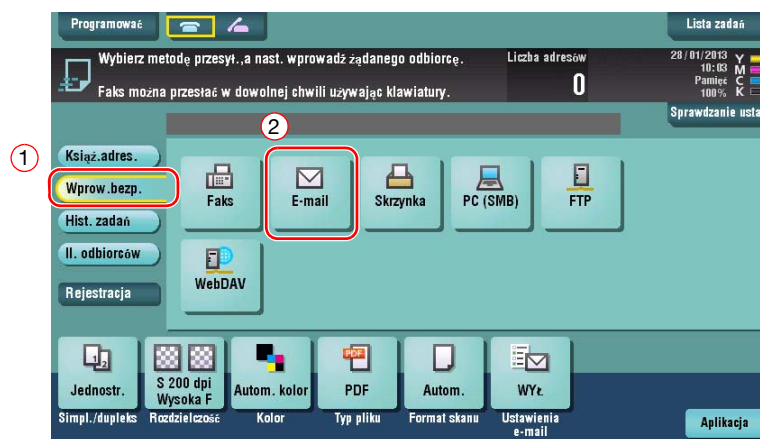 Programować
Lista zadań
Wybierz metodę przesył.,a nast. wprowadź żądanego odbiorcę.
Faks można przesłać w dowolnej chwili używając klawiatury.
Liczba adresów
0
28/01/2013
10:03
Pamięć
100%
Y
M
C
K
Sprawdzanie usta
1
2
Książ.adres.
Wprow.bezp.
Hist. zadań
Il. odbiorców
Rejestracja
Faks
E-mail
Skrzynka
PC (SMB)
FTP
WebDAV
1 2
PDF
Jednostr.
S 200 dpi
Wysoka F
Autom. kolor
PDF
Autom.
WYŁ.
Simpl./dupleks
Rozdzielczość
Kolor
Typ pliku
Format skanu
Ustawienia
e-mail
Aplikacja